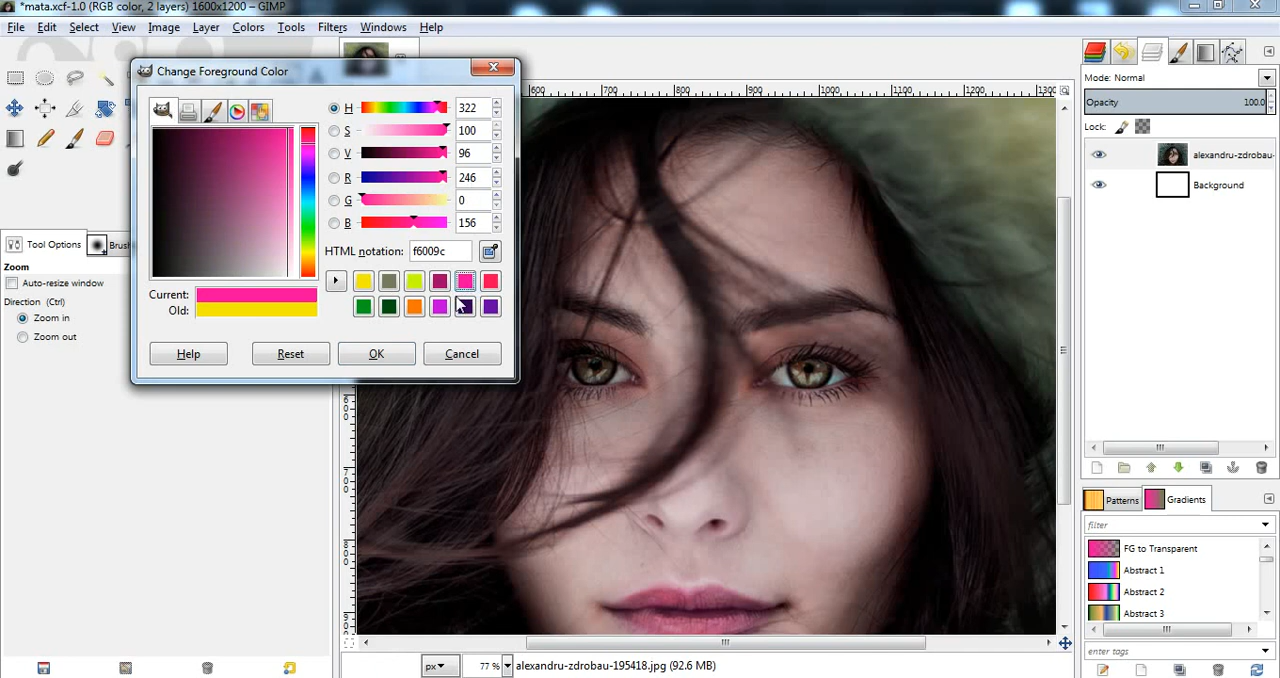 *mata.xcf-1.0 (RGB color, 2 layers) 1600x1200 – GIMP
File Edit Select View Image Layer Colors Tools Filters Windows Help
Change Foreground Color
H 322
S 100
V 96
R 246
G 0
B 156
HTML notation: f6009c
Current:
Old:
Help Reset OK Cancel
Tool Options Brush
Zoom
Auto-resize window
Direction (Ctrl)
Zoom in
Zoom out
600 700 800 900 1000 1100 1200 1300
Mode: Normal
Opacity 100.0
Lock:
alexandru-zdrobau-
Background
Patterns Gradients
filter
FG to Transparent
Abstract 1
Abstract 2
Abstract 3
enter tags
px 77 % alexandru-zdrobau-195418.jpg (92.6 MB)